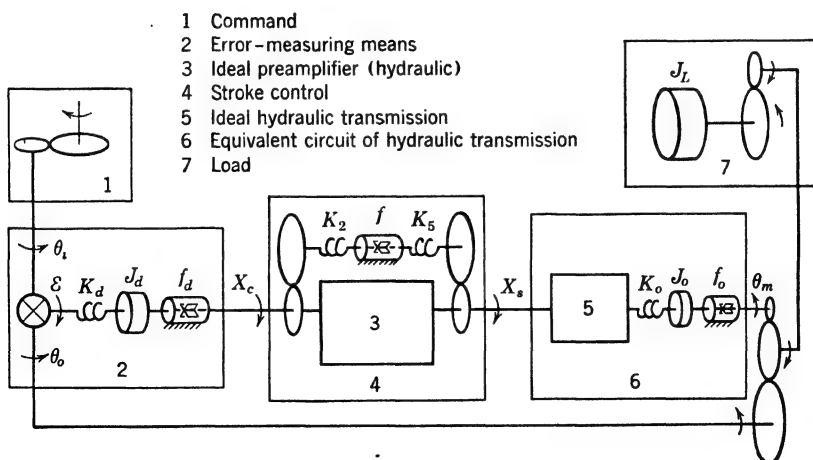 1 Command
2 Error-measuring means
3 Ideal preamplifier (hydraulic)
4 Stroke control
5 Ideal hydraulic transmission
6 Equivalent circuit of hydraulic transmission
7 Load
J_L
7
1
θ_i
ℰ
K_d
J_d
f_d
θ_o
2
X_c
K_2
f
K_5
3
4
X_s
5
K_o
J_o
f_o
θ_m
6